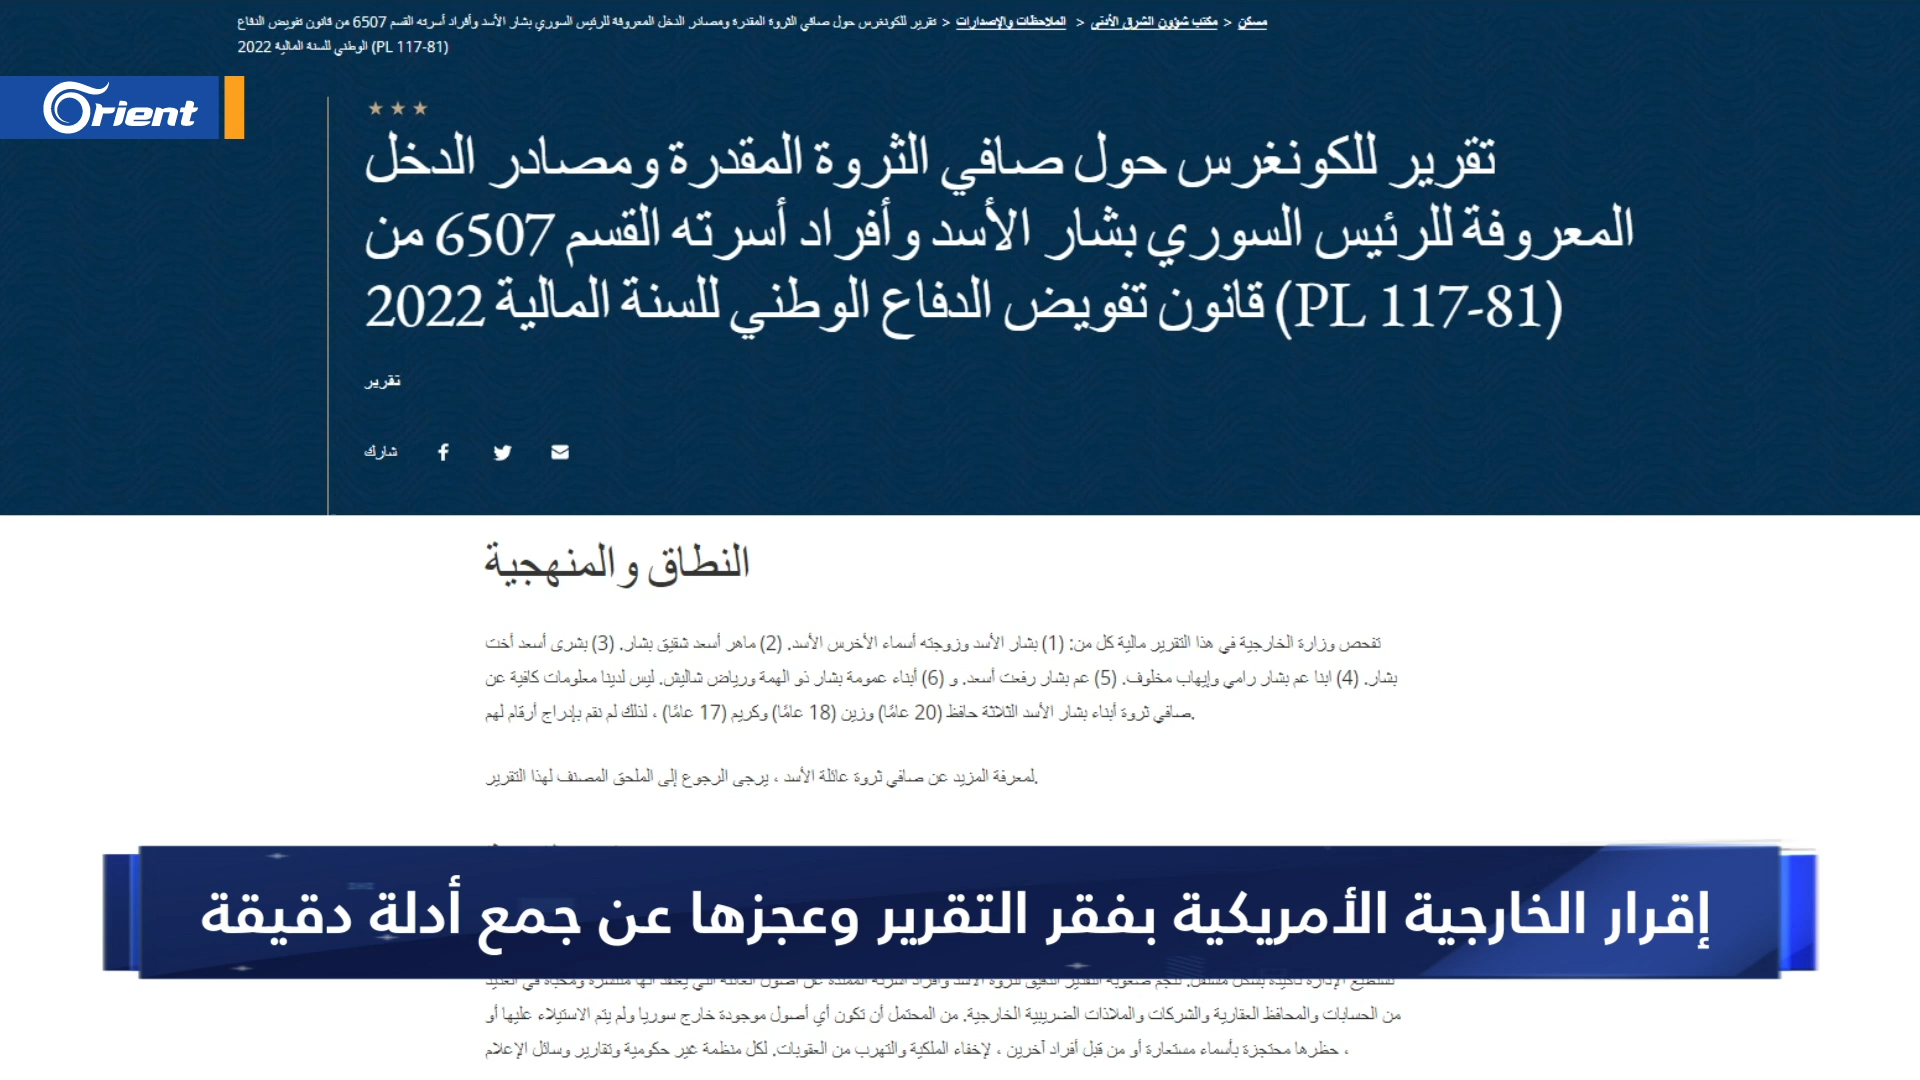 مسكن > مكتب شؤون الشرق الأدنى > الملاحظات والإصدارات > تقرير للكونغرس حول صافي الثروة المقدرة ومصادر الدخل المعروفة للرئيس السوري بشار الأسد وأفراد أسرته القسم 6507 من قانون تفويض الدفاع
الوطني للسنة المالية 2022 (PL 117-81)
Orient
تقرير للكونغرس حول صافي الثروة المقدرة ومصادر الدخل
المعروفة للرئيس السوري بشار الأسد وأفراد أسرته القسم 6507 من
قانون تفويض الدفاع الوطني للسنة المالية 2022 (PL 117-81)
تقرير
شارك
النطاق والمنهجية
تفحص وزارة الخارجية في هذا التقرير مالية كل من: (1) بشار الأسد وزوجته أسماء الأخرس الأسد. (2) ماهر أسعد شقيق بشار. (3) بشرى أسعد أخت
بشار. (4) ابنا عم بشار رامي وإيهاب مخلوف. (5) عم بشار رفعت أسعد. و (6) أبناء عمومة بشار ذو الهمة ورياض شاليش. ليس لدينا معلومات كافية عن
صافي ثروة أبناء بشار الأسد الثلاثة حافظ (20 عامًا) وزين (18 عامًا) وكريم (17 عامًا) ، لذلك لم نقم بإدراج أرقام لهم.
لمعرفة المزيد عن صافي ثروة عائلة الأسد ، يرجى الرجوع إلى الملحق المصنف لهذا التقرير.
إقرار الخارجية الأمريكية بفقر التقرير وعجزها عن جمع أدلة دقيقة
من الحسابات والمحافظ العقارية والشركات والملاذات الضريبية الخارجية. من المحتمل أن تكون أي أصول موجودة خارج سوريا ولم يتم الاستيلاء عليها أو
حظرها محتجزة بأسماء مستعارة أو من قبل أفراد آخرين ، لإخفاء الملكية والتهرب من العقوبات. لكل منظمة غير حكومية وتقارير وسائل الإعلام ،